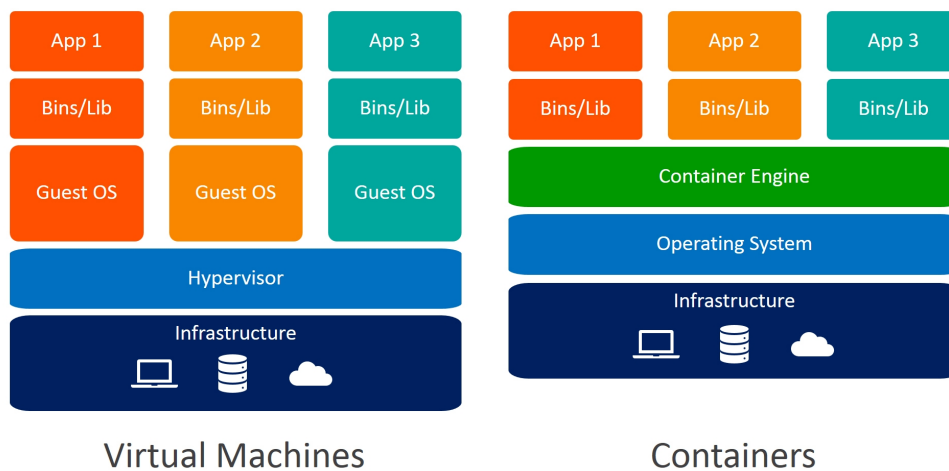 App 1
App 2
App 3
Bins/Lib
Bins/Lib
Bins/Lib
Guest OS
Guest OS
Guest OS
Hypervisor
Infrastructure
Virtual Machines
App 1
App 2
App 3
Bins/Lib
Bins/Lib
Bins/Lib
Container Engine
Operating System
Infrastructure
Containers